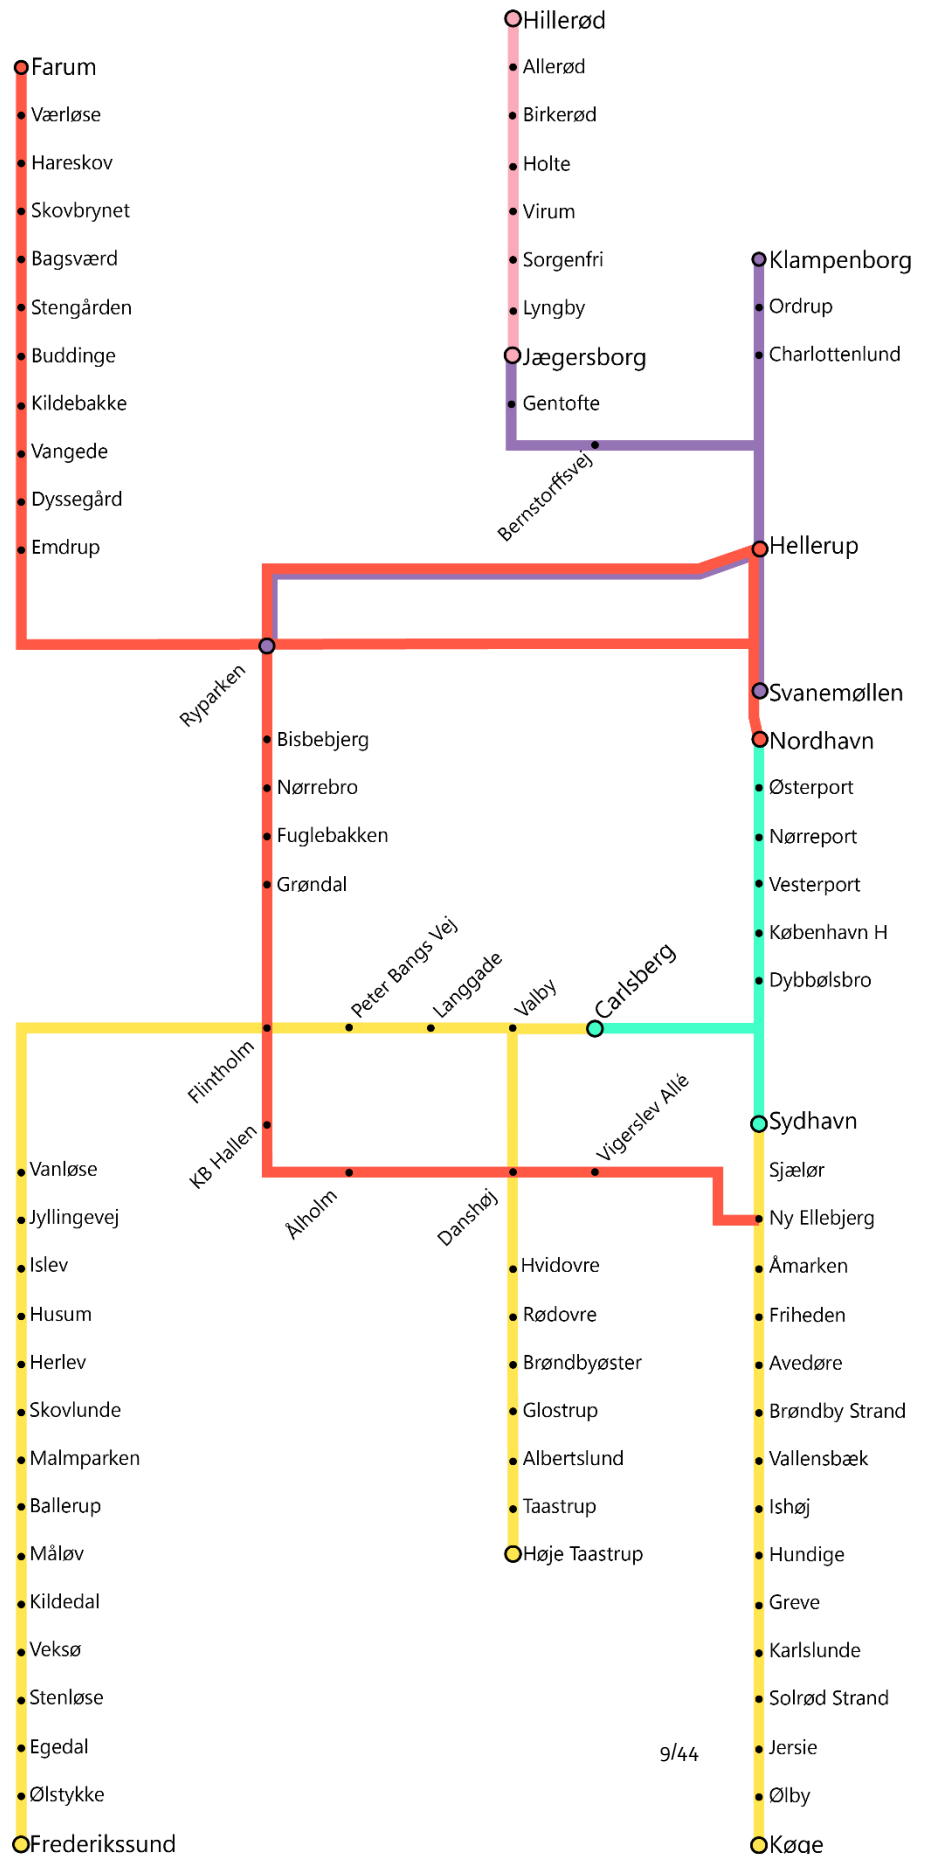 Hillerød
Allerød
Birkerød
Holte
Virum
Sorgenfri
Lyngby
Jægersborg
Gentofte
Bernstorffsvej
Farum
Værløse
Hareskov
Skovbrynet
Bagsværd
Stengården
Buddinge
Kildebakke
Vangede
Dyssegård
Emdrup
Klampenborg
Ordrup
Charlottenlund
Hellerup
Svanemøllen
Nordhavn
Østerport
Nørreport
Vesterport
København H
Dybbølsbro
Sydhavn
Sjælør
Ny Ellebjerg
Åmarken
Friheden
Avedøre
Brøndby Strand
Vallensbæk
Ishøj
Hundige
Greve
Karlslunde
Solrød Strand
Jersie
Ølby
Køge
Ryparken
Bisbebjerg
Nørrebro
Fuglebakken
Grøndal
Flintholm
Peter Bangs Vej
Langgade
Valby
Carlsberg
KB Hallen
Ålholm
Danshøj
Vigerslev Allé
Hvidovre
Rødovre
Brøndbyøster
Glostrup
Albertslund
Taastrup
Høje Taastrup
Vanløse
Jyllingevej
Islev
Husum
Herlev
Skovlunde
Malmparken
Ballerup
Måløv
Kildedal
Veksø
Stenløse
Egedal
Ølstykke
Frederikssund
9/44